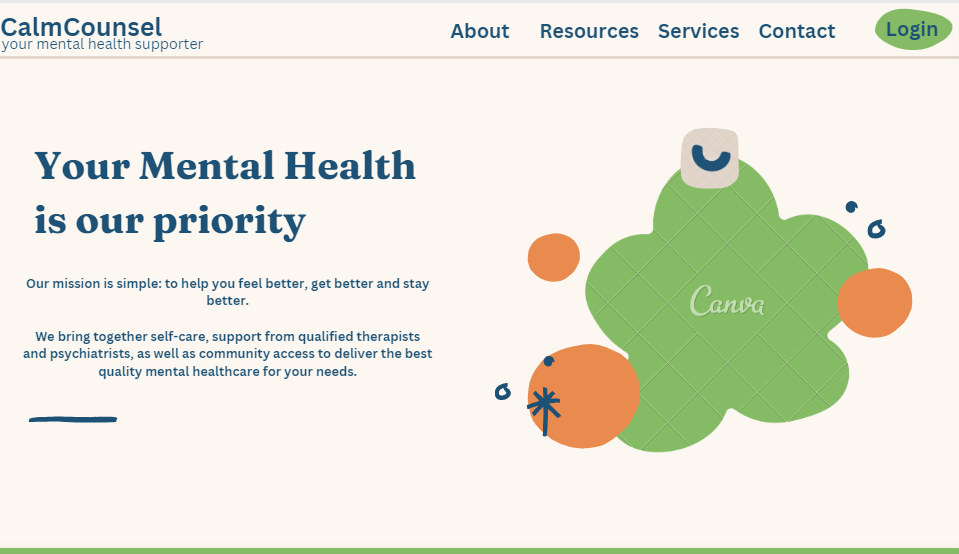 CalmCounsel
your mental health supporter
About Resources Services Contact Login
Your Mental Health
is our priority
Our mission is simple: to help you feel better, get better and stay
better.
We bring together self-care, support from qualified therapists
and psychiatrists, as well as community access to deliver the best
quality mental healthcare for your needs.
Canva